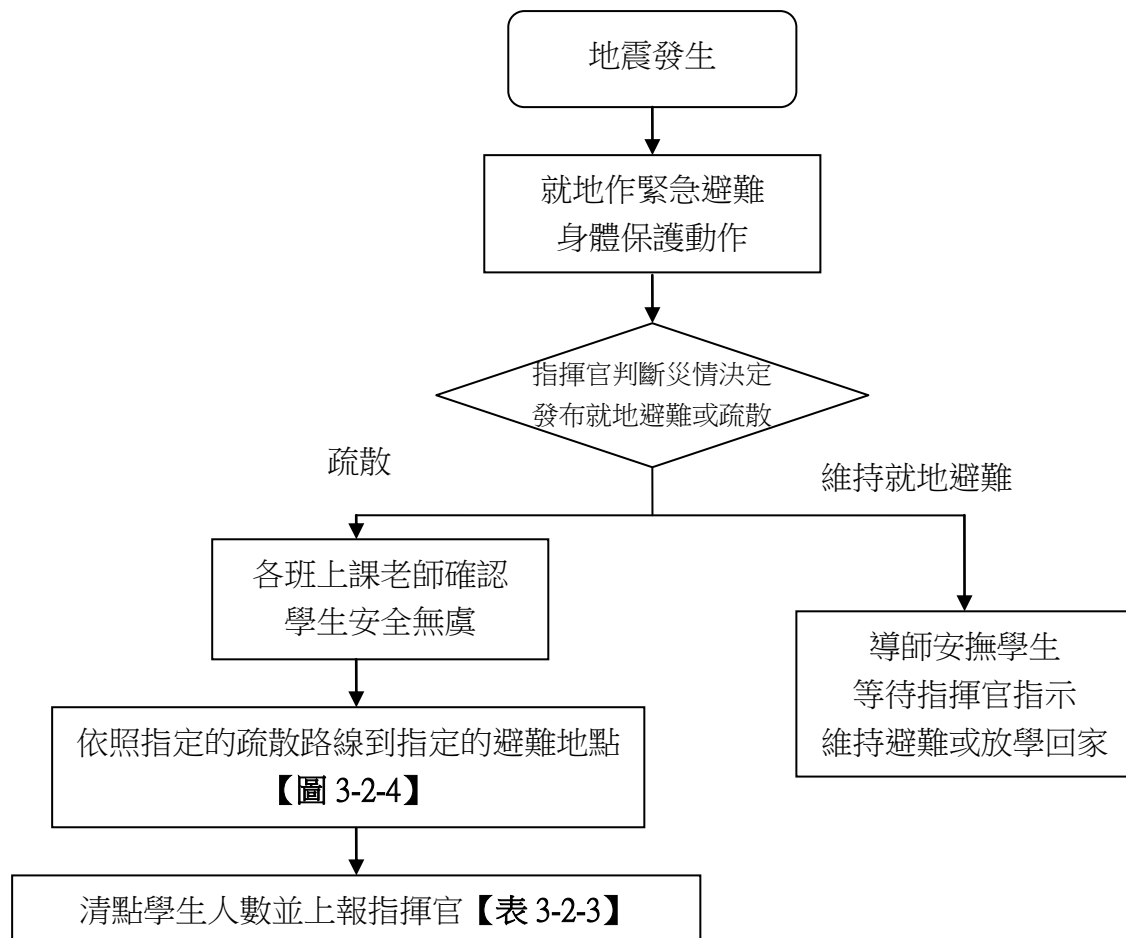 地震發生
就地作緊急避難
身體保護動作
指揮官判斷災情決定
發布就地避難或疏散
疏散
維持就地避難
各班上課老師確認
學生安全無虞
導師安撫學生
等待指揮官指示
維持避難或放學回家
依照指定的疏散路線到指定的避難地點
【圖 3-2-4】
清點學生人數並上報指揮官【表 3-2-3】